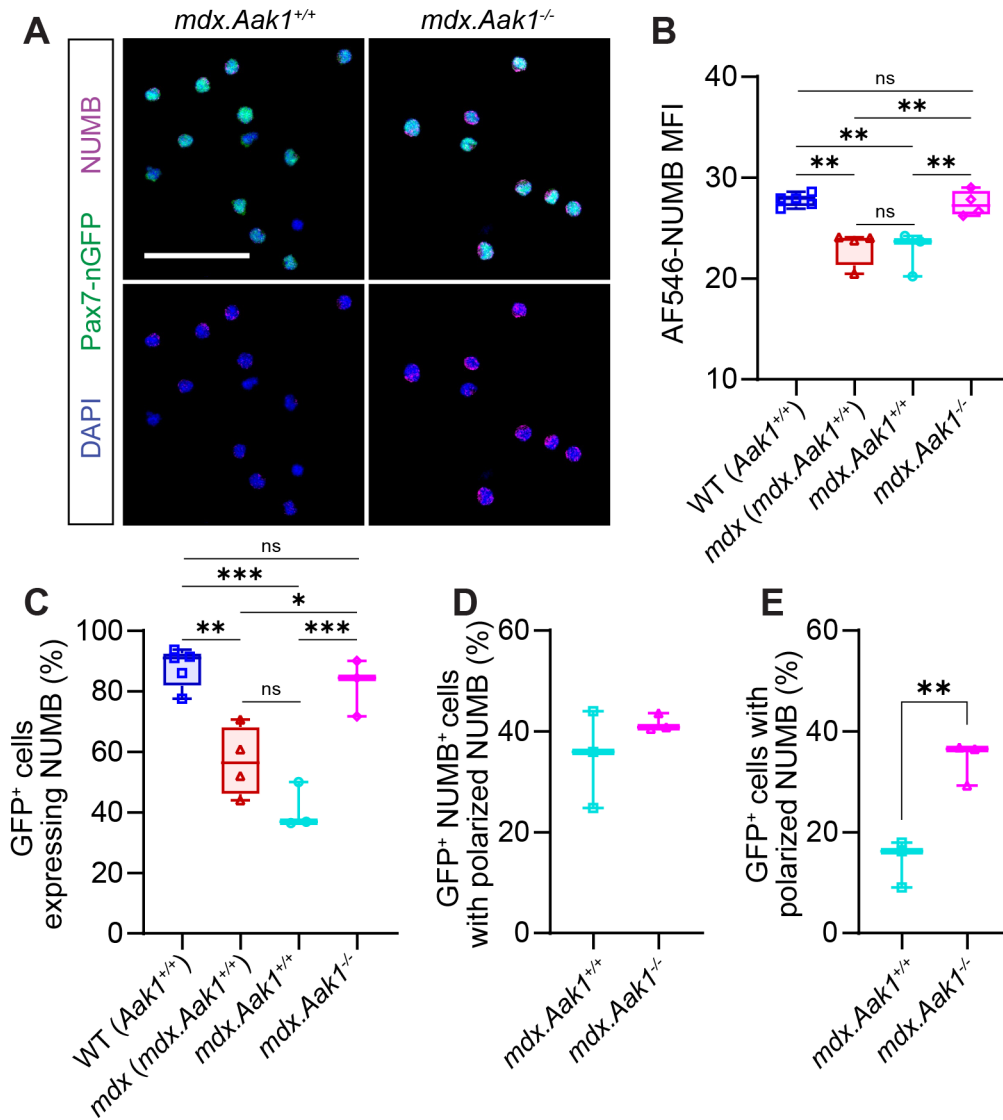 A
mdx.Aak1+/+
mdx.Aak1-/-
DAPI Pax7-nGFP NUMB
B
AF546-NUMB MFI
40
30
20
10
ns
**
**
**
**
ns
WT (Aak1+/+)
mdx (mdx.Aak1+/+)
mdx.Aak1+/+
mdx.Aak1-/-
C
GFP+ cells
expressing NUMB (%)
100
80
60
40
20
0
ns
***
*
**
***
ns
WT (Aak1+/+)
mdx (mdx.Aak1+/+)
mdx.Aak1+/+
mdx.Aak1-/-
D
GFP+ NUMB+ cells
with polarized NUMB (%)
60
40
20
0
mdx.Aak1+/+
mdx.Aak1-/-
E
GFP+ cells with
polarized NUMB (%)
60
40
20
0
**
mdx.Aak1+/+
mdx.Aak1-/-